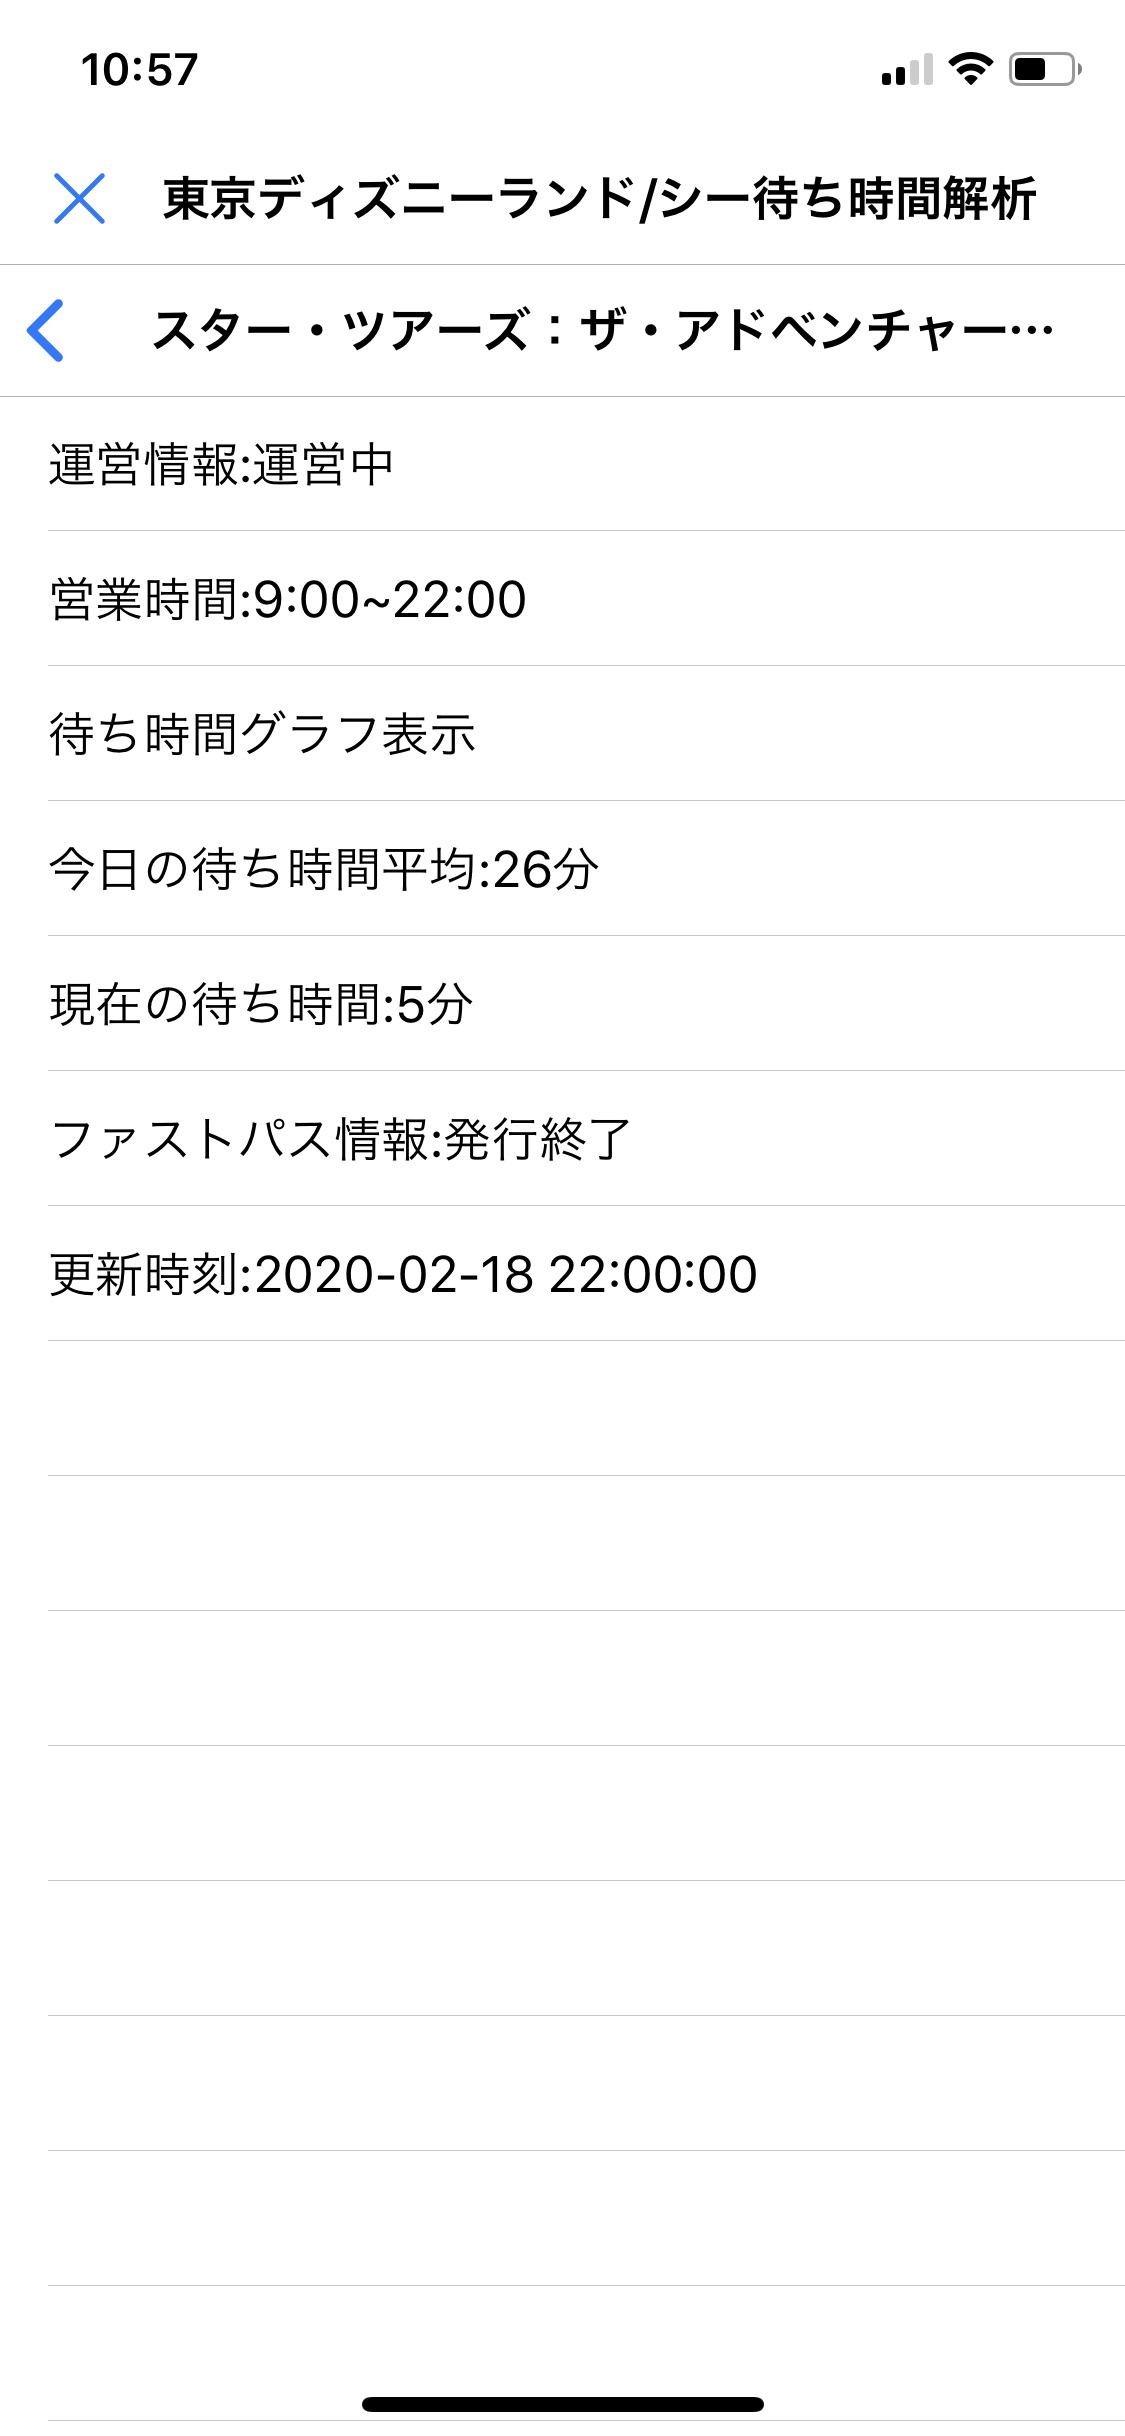 10:57
東京ディズニーランド/シー待ち時間解析
スター・ツアーズ：ザ・アドベンチャー…
運営情報:運営中
営業時間:9:00~22:00
待ち時間グラフ表示
今日の待ち時間平均:26分
現在の待ち時間:5分
ファストパス情報:発行終了
更新時刻:2020-02-18 22:00:00